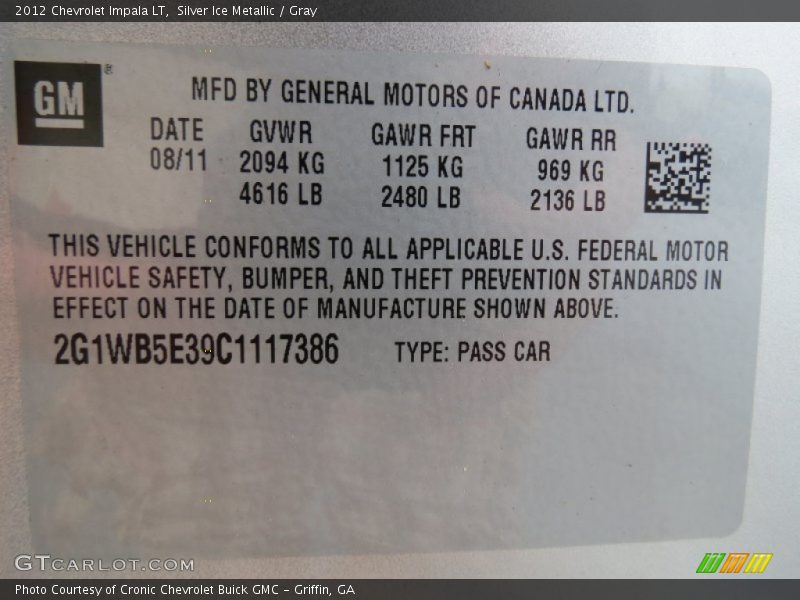 2012 Chevrolet Impala LT, Silver Ice Metallic / Gray
GM
MFD BY GENERAL MOTORS OF CANADA LTD.
DATE GVWR GAWR FRT GAWR RR
08/11 2094 KG 1125 KG 969 KG
4616 LB 2480 LB 2136 LB
THIS VEHICLE CONFORMS TO ALL APPLICABLE U.S. FEDERAL MOTOR
VEHICLE SAFETY, BUMPER, AND THEFT PREVENTION STANDARDS IN
EFFECT ON THE DATE OF MANUFACTURE SHOWN ABOVE.
2G1WB5E39C1117386 TYPE: PASS CAR
GTCARLOT.COM
Photo Courtesy of Cronic Chevrolet Buick GMC – Griffin, GA